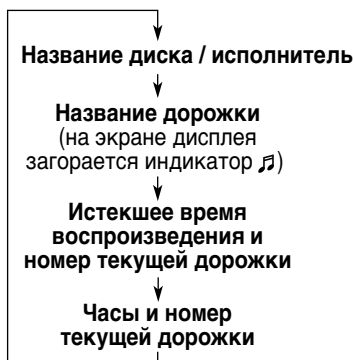 Название диска / исполнитель
Название дорожки
(на экране дисплея
загорается индикатор ♫)
Истекшее время
воспроизведения и
номер текущей дорожки
Часы и номер
текущей дорожки